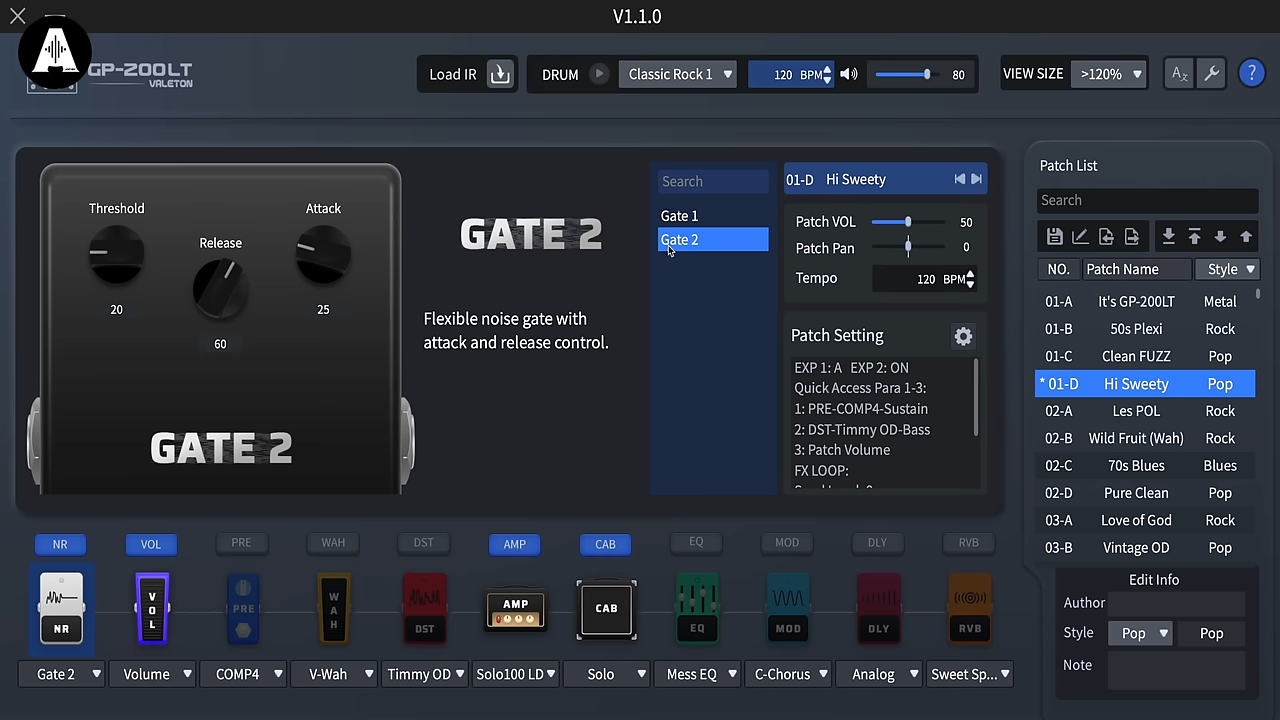 V1.1.0
GP-200LT
VALETON
Load IR
DRUM
Classic Rock 1
120 BPM
80
VIEW SIZE
>120%
Az
?
Threshold
Release
Attack
20
60
25
GATE 2
GATE 2
Flexible noise gate with
attack and release control.
Search
Gate 1
Gate 2
01-D Hi Sweety
Patch VOL 50
Patch Pan 0
Tempo 120 BPM
Patch Setting
EXP 1: A EXP 2: ON
Quick Access Para 1-3:
1: PRE-COMP4-Sustain
2: DST-Timmy OD-Bass
3: Patch Volume
FX LOOP:
Patch List
Search
NO. Patch Name Style
01-A It's GP-200LT Metal
01-B 50s Plexi Rock
01-C Clean FUZZ Pop
* 01-D Hi Sweety Pop
02-A Les POL Rock
02-B Wild Fruit (Wah) Rock
02-C 70s Blues Blues
02-D Pure Clean Pop
03-A Love of God Rock
03-B Vintage OD Pop
Edit Info
Author
Style Pop Pop
Note
NR VOL PRE WAH DST AMP CAB EQ MOD DLY RVB
NR VOL PRE WAH DST AMP CAB EQ MOD DLY RVB
Gate 2 Volume COMP4 V-Wah Timmy OD Solo100 LD Solo Mess EQ C-Chorus Analog Sweet Sp...